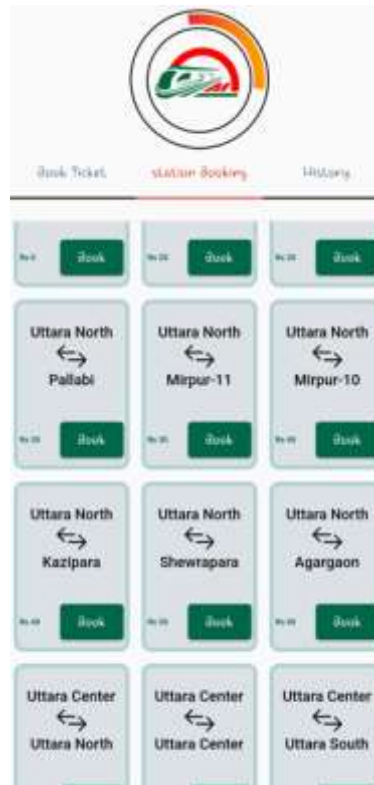 Book Ticket
station Booking
History
Book
Book
Book
Uttara North
Pallabi
Book
Uttara North
Mirpur-11
Book
Uttara North
Mirpur-10
Book
Uttara North
Kazipara
Book
Uttara North
Shewrapara
Book
Uttara North
Agargaon
Book
Uttara Center
Uttara North
Uttara Center
Uttara Center
Uttara Center
Uttara South